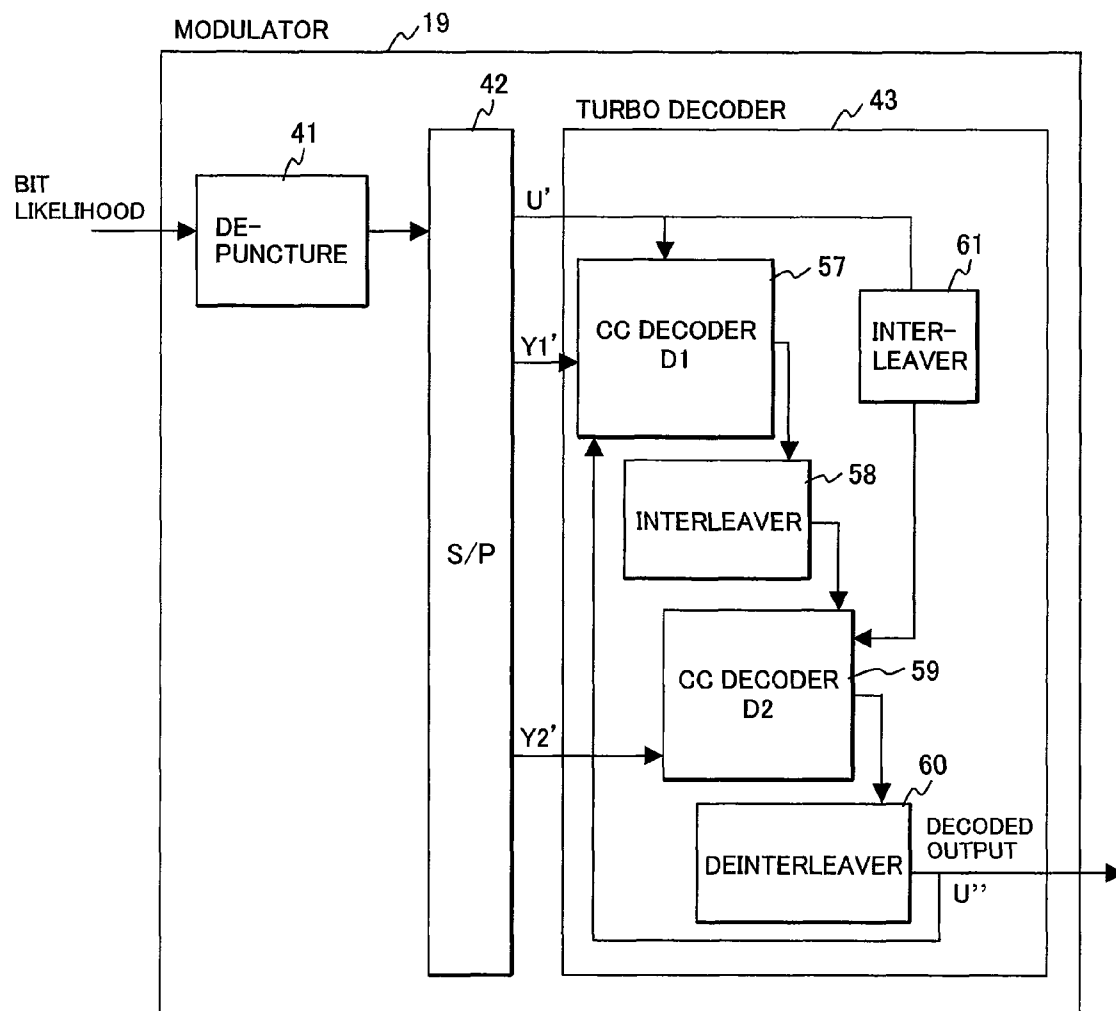 MODULATOR
19
42
TURBO DECODER
43
41
BIT
LIKELIHOOD
DE-
PUNCTURE
U'
57
61
CC DECODER
D1
INTER-
LEAVER
Y1'
58
INTERLEAVER
S/P
59
CC DECODER
D2
Y2'
60
DEINTERLEAVER
DECODED
OUTPUT
U''